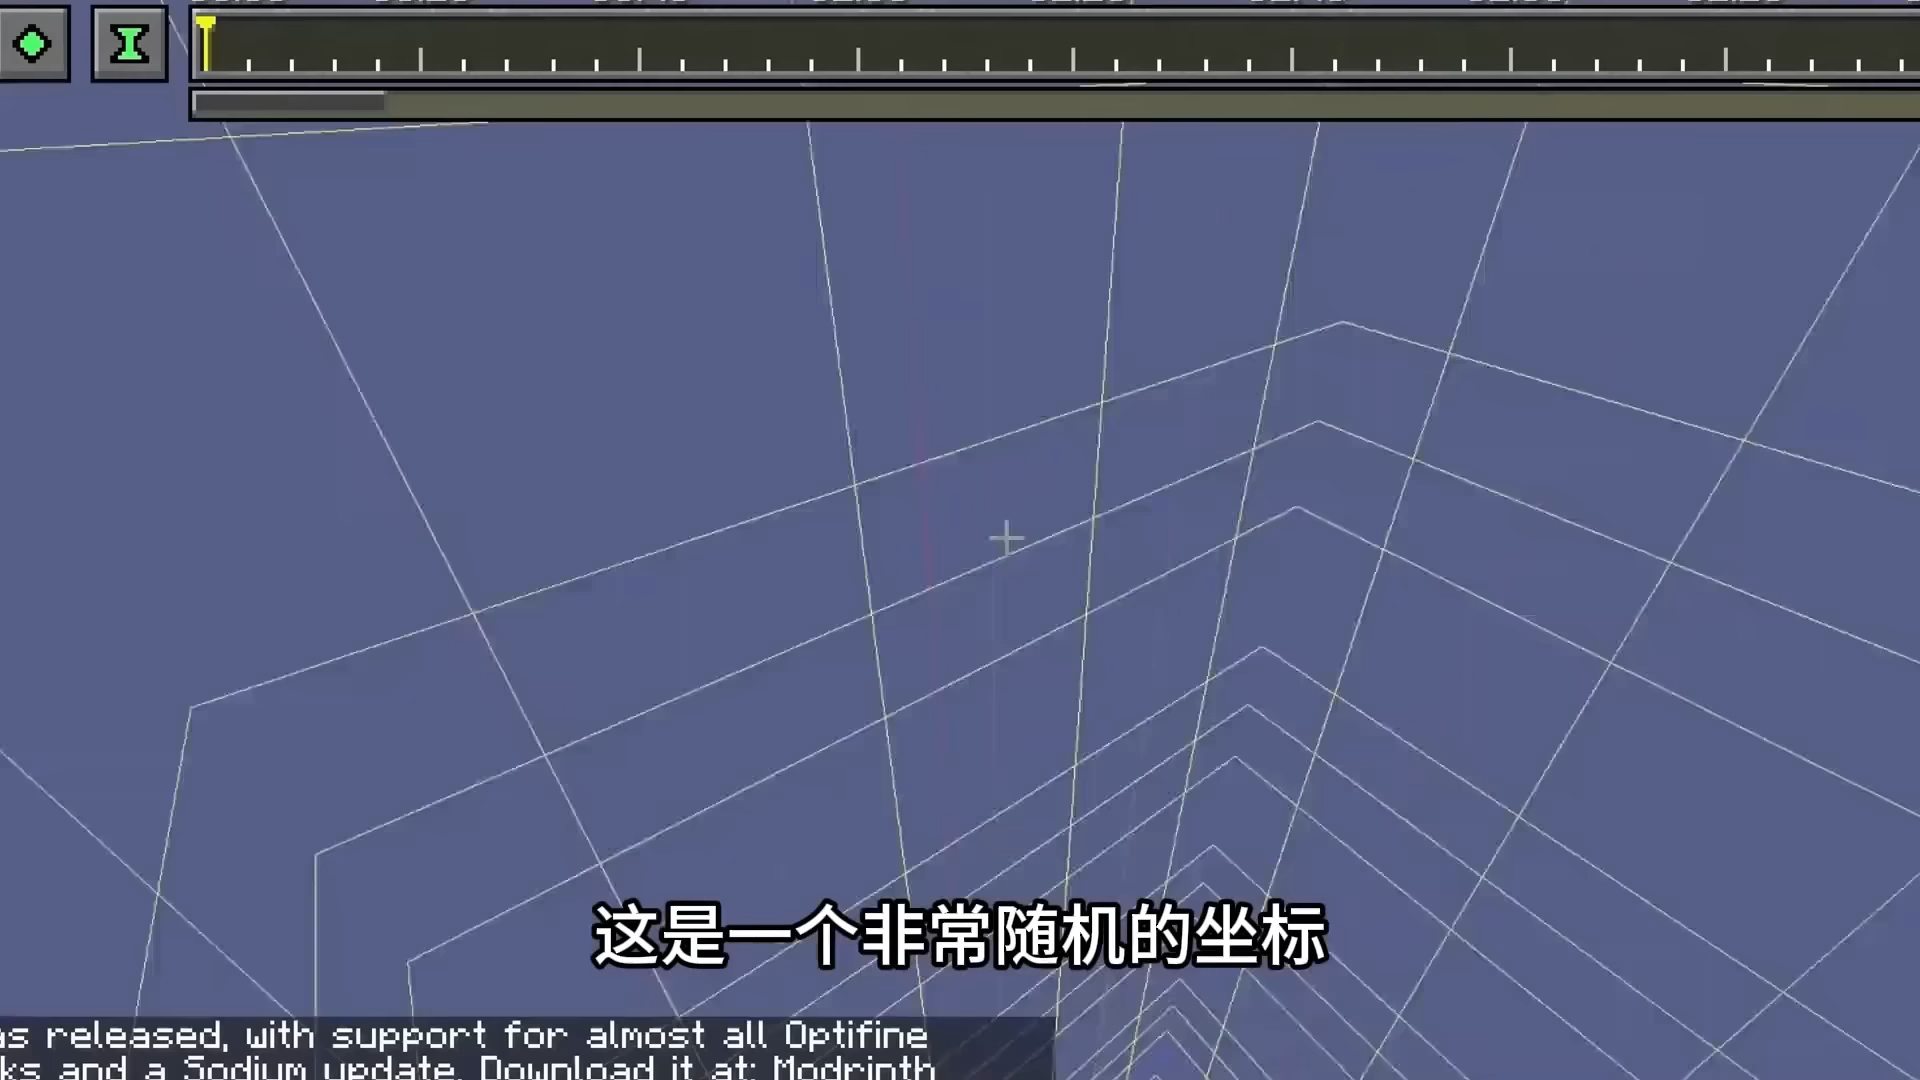 这是一个非常随机的坐标
as released, with support for almost all Optifine
ks and a Sodium update. Download it at: Modrinth